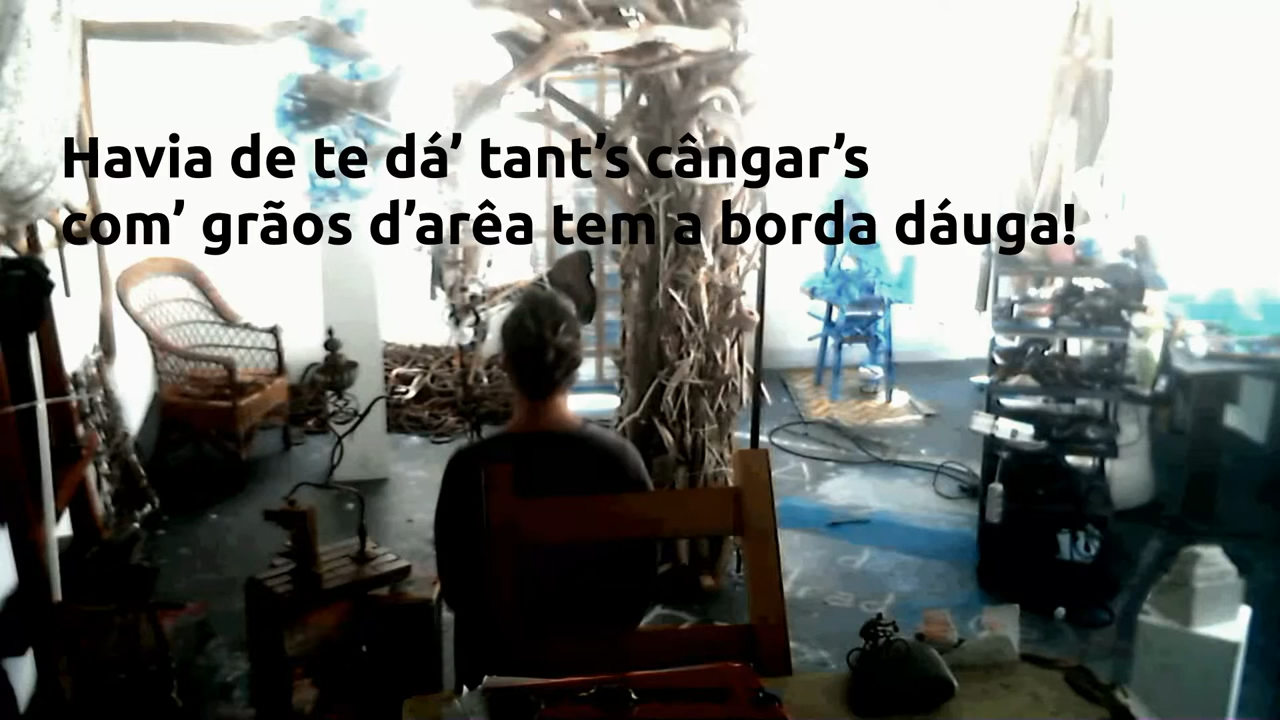 Havia de te dá’ tant’s cângar’s
com’ grãos d’arêa tem a borda dáuga!